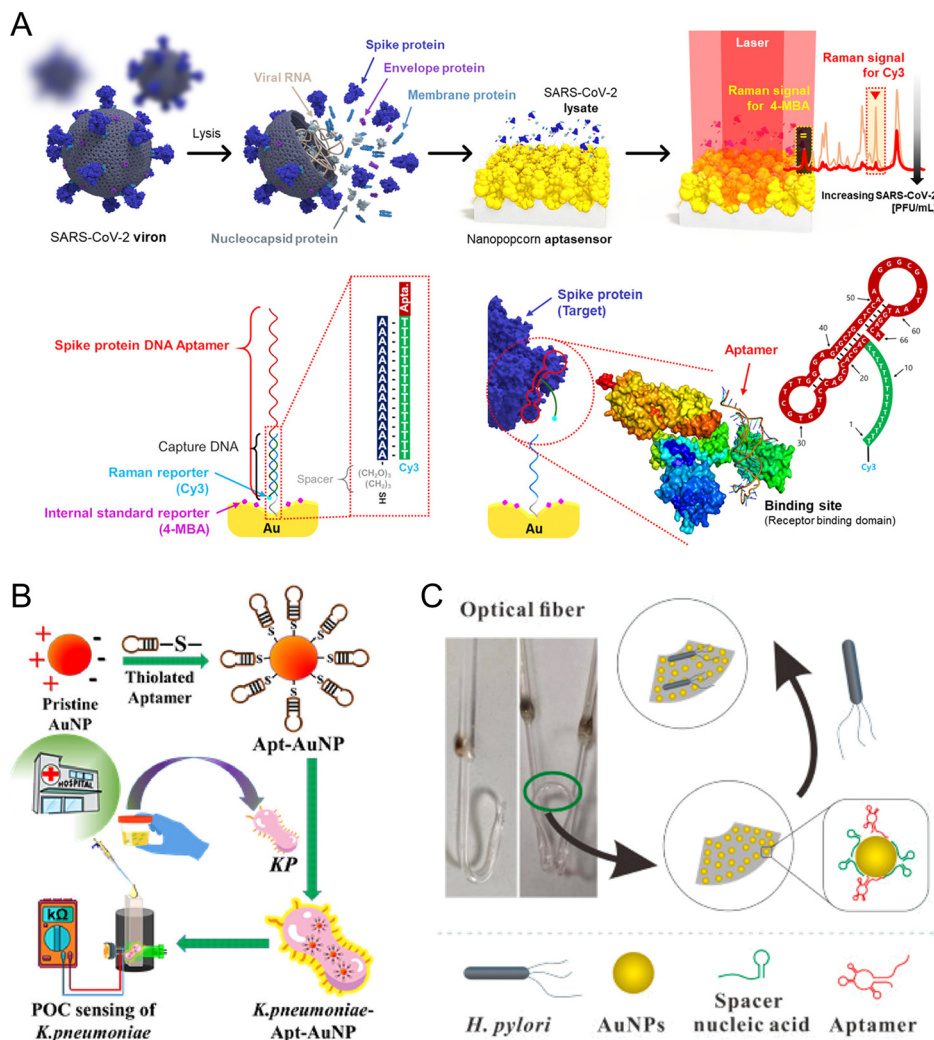 A
Spike protein
Envelope protein
Membrane protein
Viral RNA
Lysis
Nucleocapsid protein
SARS-CoV-2 viron
SARS-CoV-2
lysate
Nanopopcorn aptasensor
Laser
Raman signal
for 4-MBA
Raman signal
for Cy3
=
Increasing SARS-CoV-2
[PFU/mL]
Spike protein DNA Aptamer
Capture DNA
Raman reporter
(Cy3)
Internal standard reporter
(4-MBA)
Au
Spacer
(CH₂O)₃
(CH₂)₃
HS
Apta.
Cy3
Spike protein
(Target)
Au
Aptamer
Binding site
(Receptor binding domain)
50
60
66
40
20
30
10
1
Cy3
B
Pristine
AuNP
-S-
Thiolated
Aptamer
S
Apt-AuNP
HOSPITAL
KP
kΩ
POC sensing of
K.pneumoniae
K.pneumoniae-
Apt-AuNP
C
Optical fiber
H. pylori
AuNPs
Spacer
nucleic acid
Aptamer